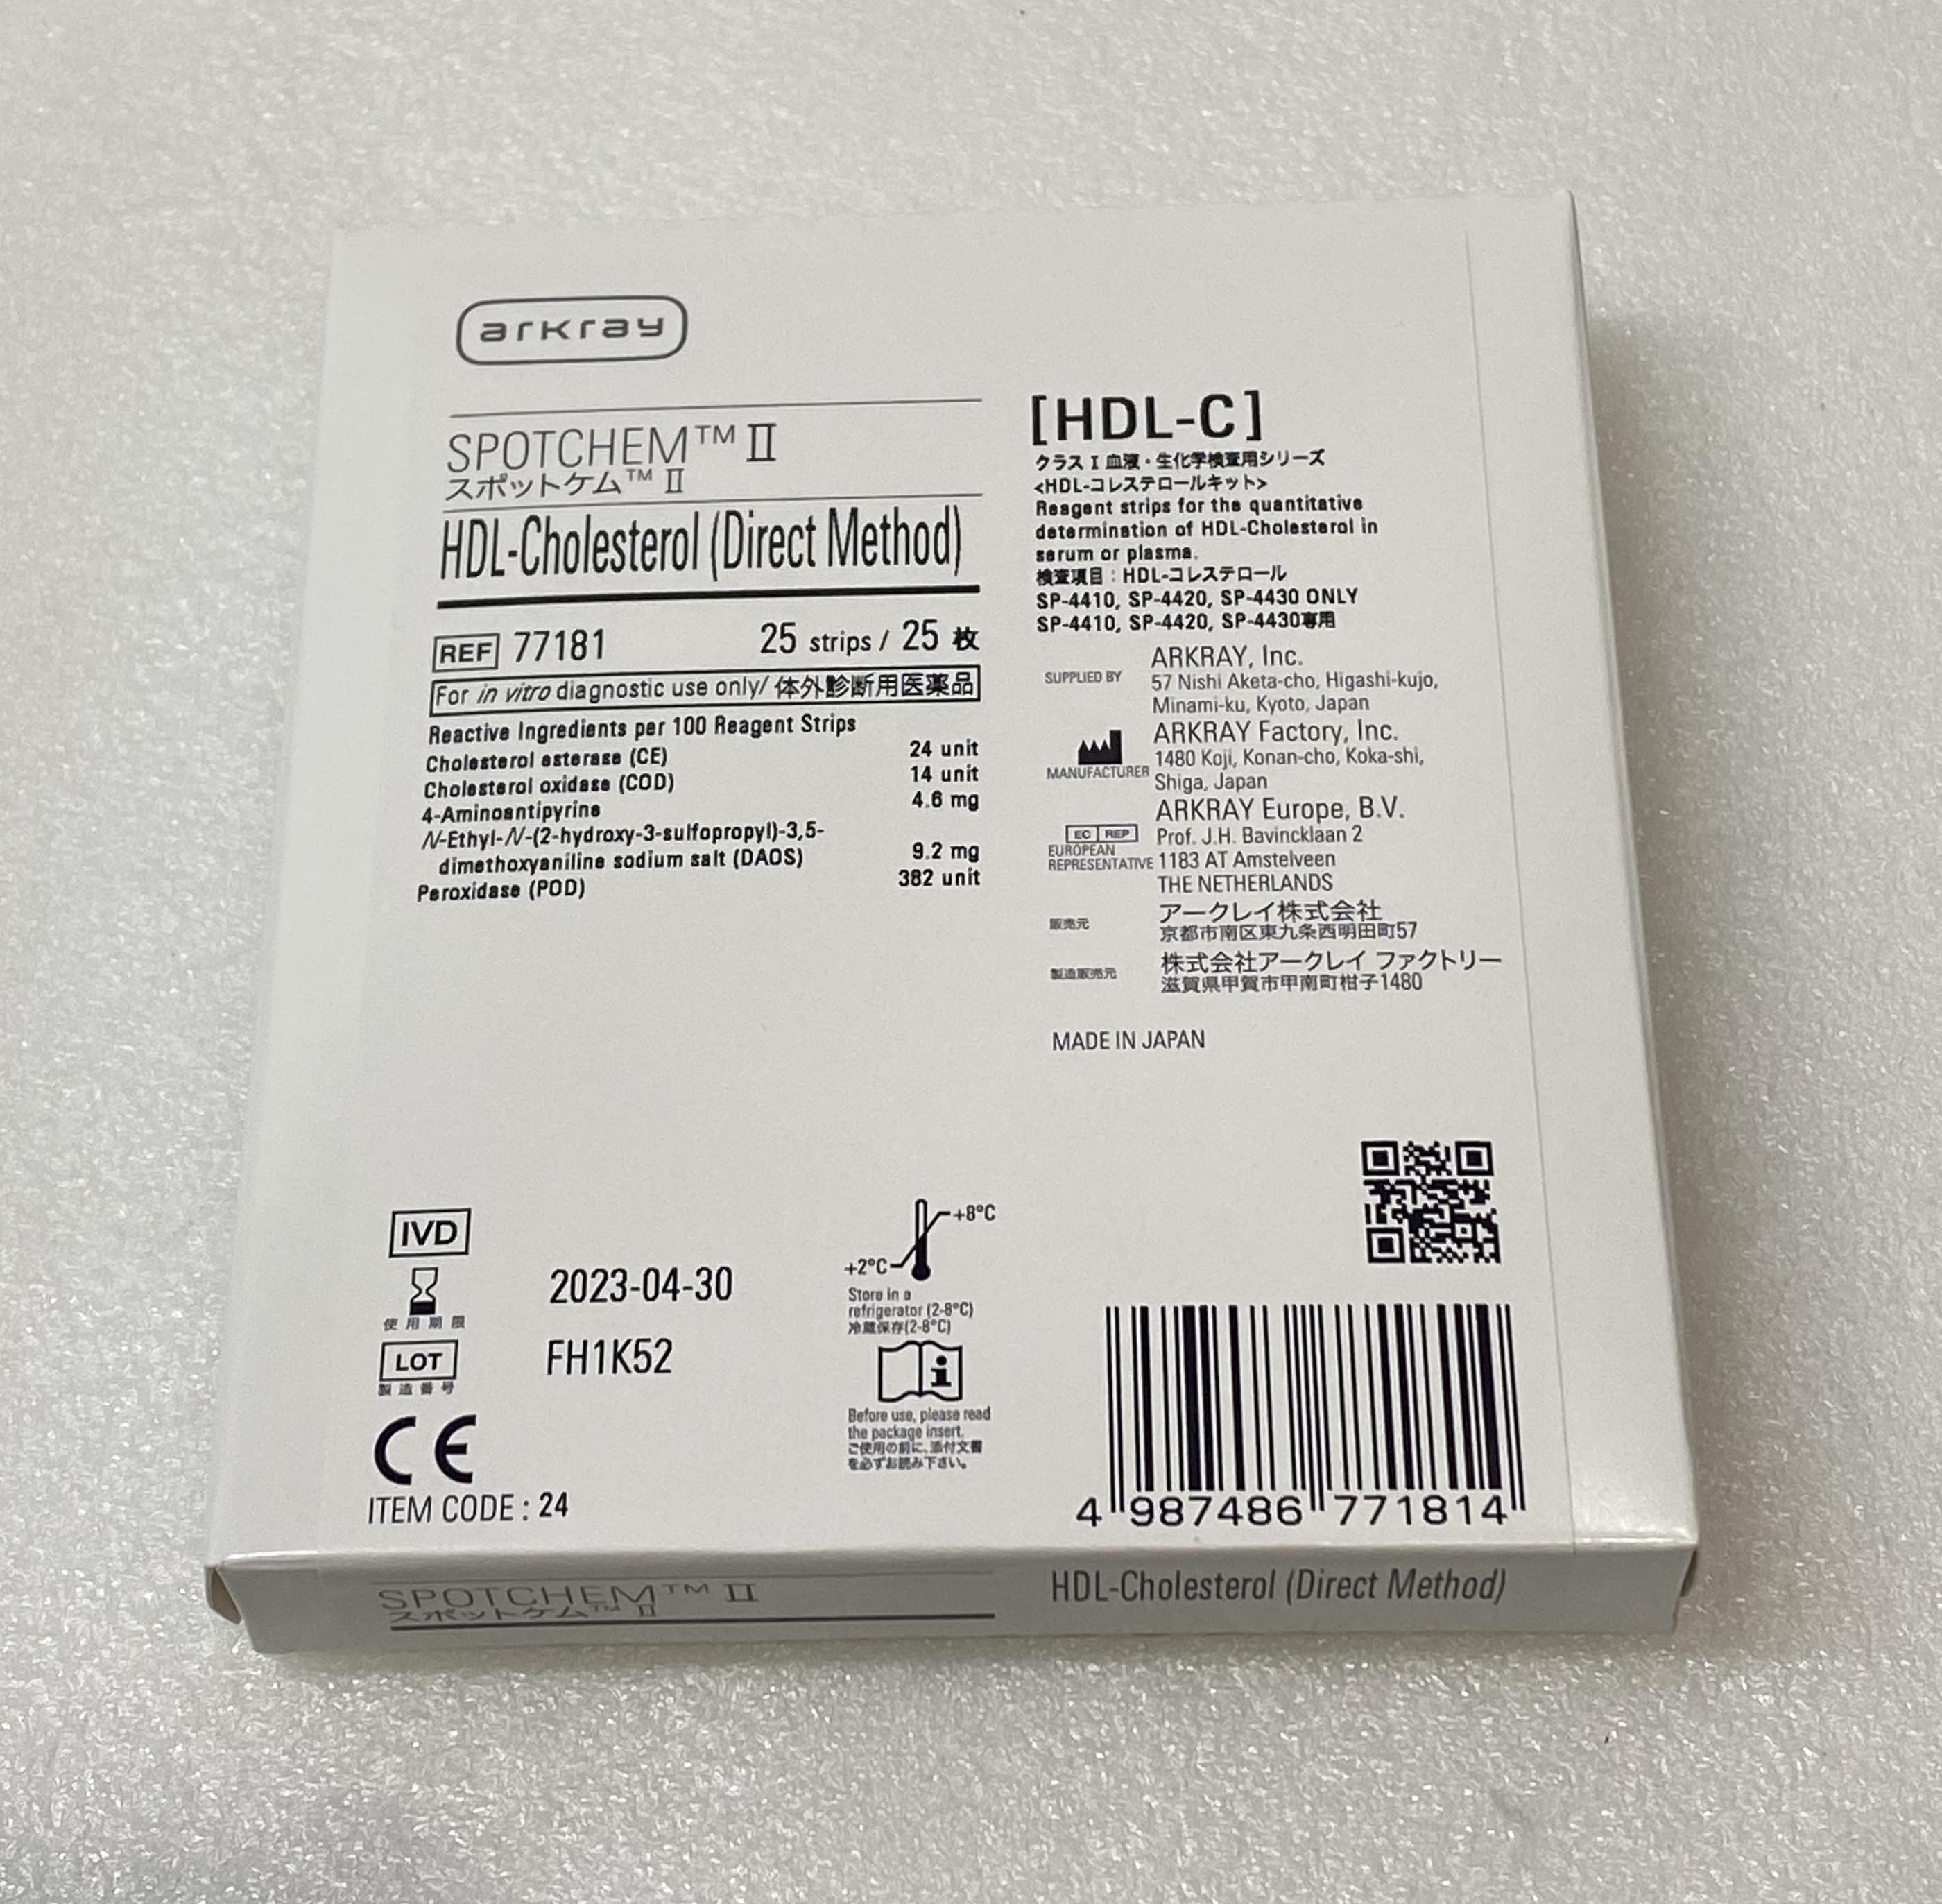 arkray
SPOTCHEM™ II
スポットケム™ II
HDL-Cholesterol (Direct Method)
REF 77181 25 strips / 25 枚
For in vitro diagnostic use only/ 体外診断用医薬品
Reactive Ingredients per 100 Reagent Strips
Cholesterol esterase (CE) 24 unit
Cholesterol oxidase (COD) 14 unit
4-Aminoantipyrine 4.6 mg
N-Ethyl-N-(2-hydroxy-3-sulfopropyl)-3,5-
dimethoxyaniline sodium salt (DAOS) 9.2 mg
Peroxidase (POD) 382 unit
[HDL-C]
クラス I 血液・生化学検査用シリーズ
<HDL-コレステロールキット>
Reagent strips for the quantitative
determination of HDL-Cholesterol in
serum or plasma.
検査項目：HDL-コレステロール
SP-4410, SP-4420, SP-4430 ONLY
SP-4410, SP-4420, SP-4430専用
SUPPLIED BY ARKRAY, Inc.
57 Nishi Aketa-cho, Higashi-kujo,
Minami-ku, Kyoto, Japan
MANUFACTURER ARKRAY Factory, Inc.
1480 Koji, Konan-cho, Koka-shi,
Shiga, Japan
EC REP EUROPEAN REPRESENTATIVE ARKRAY Europe, B.V.
Prof. J.H. Bavincklaan 2
1183 AT Amstelveen
THE NETHERLANDS
販売元 アークレイ株式会社
京都市南区東九条西明田町57
製造販売元 株式会社アークレイ ファクトリー
滋賀県甲賀市甲南町柑子1480
MADE IN JAPAN
IVD
使用期限 2023-04-30
LOT FH1K52
製造番号
CE
ITEM CODE : 24
+8°C
+2°C
Store in a
refrigerator (2-8°C)
冷蔵保存(2-8°C)
i
Before use, please read
the package insert.
ご使用の前に、添付文書
を必ずお読み下さい。
4 987486 771814
SPOTCHEM™ II
スポットケム™ II
HDL-Cholesterol (Direct Method)